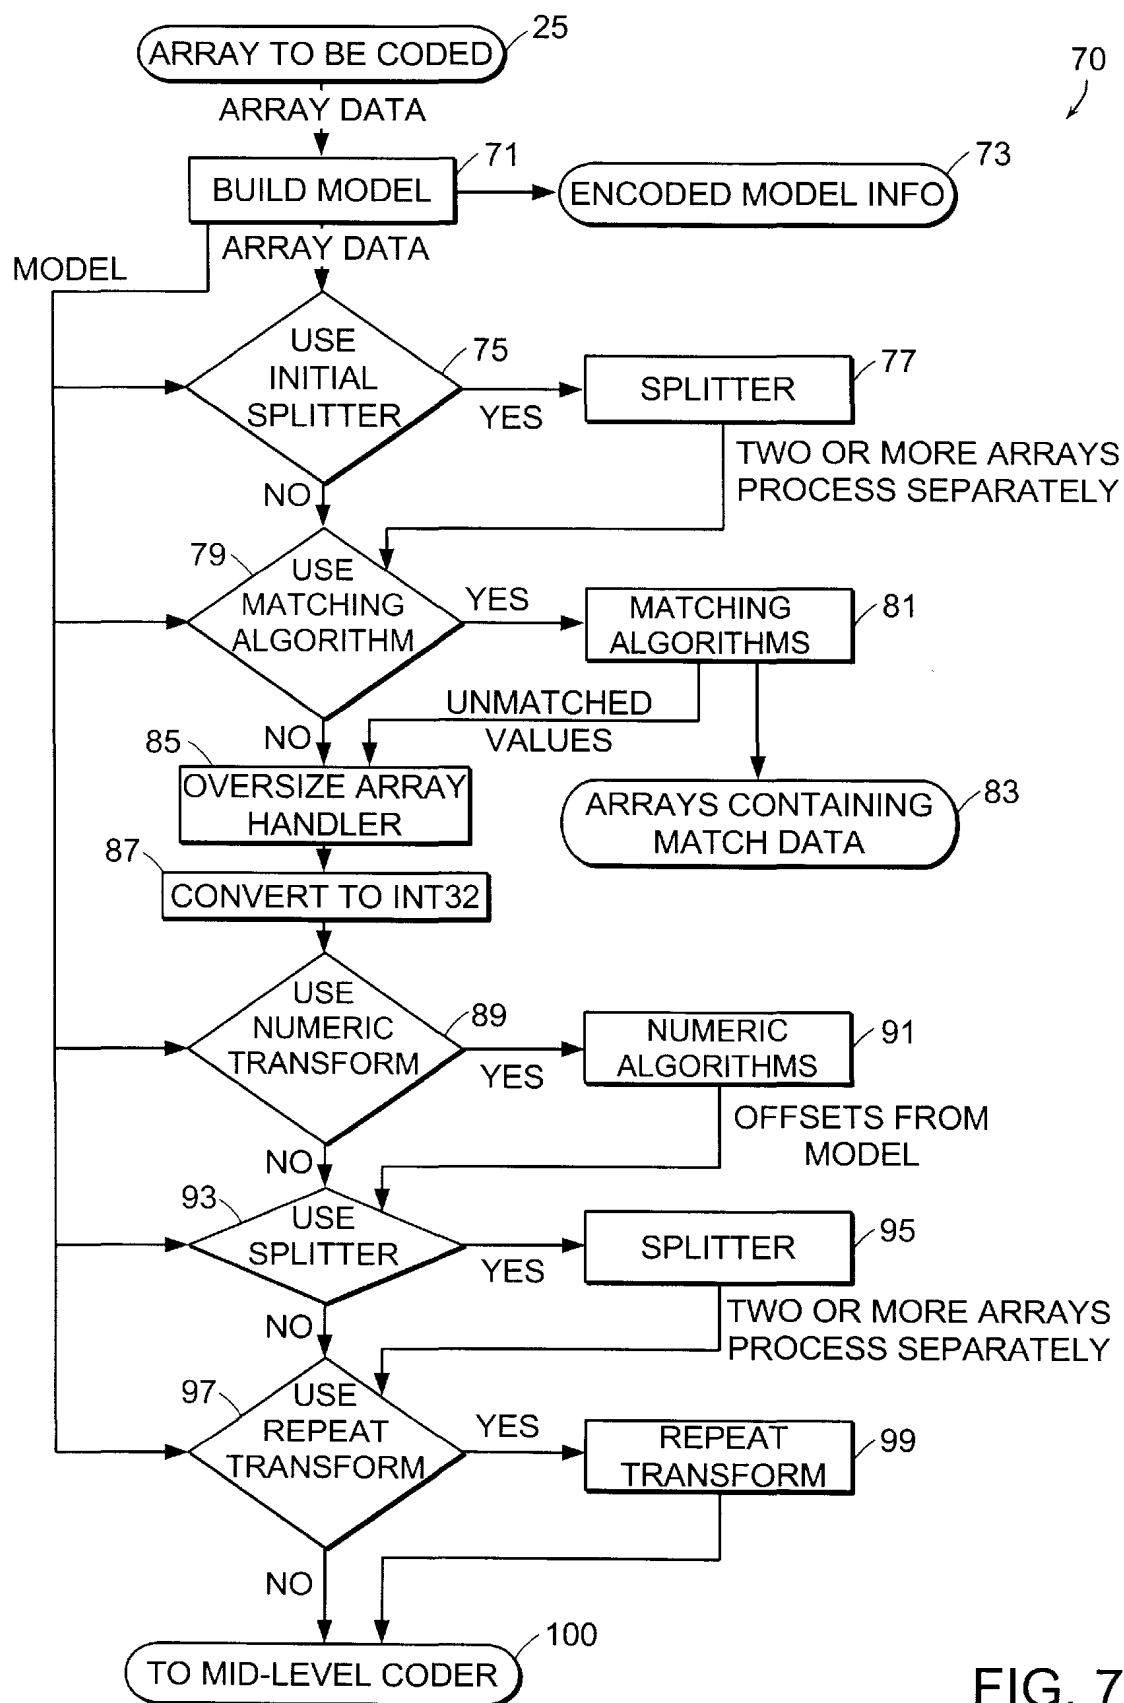 ARRAY TO BE CODED
25
70
ARRAY DATA
71
BUILD MODEL
73
ENCODED MODEL INFO
ARRAY DATA
MODEL
USE
INITIAL
SPLITTER
75
YES
77
SPLITTER
TWO OR MORE ARRAYS
PROCESS SEPARATELY
NO
79
USE
MATCHING
ALGORITHM
YES
MATCHING
ALGORITHMS
81
UNMATCHED
VALUES
NO
85
OVERSIZE ARRAY
HANDLER
ARRAYS CONTAINING
MATCH DATA
83
87
CONVERT TO INT32
USE
NUMERIC
TRANSFORM
89
YES
NUMERIC
ALGORITHMS
91
OFFSETS FROM
MODEL
NO
93
USE
SPLITTER
YES
SPLITTER
95
TWO OR MORE ARRAYS
PROCESS SEPARATELY
NO
97
USE
REPEAT
TRANSFORM
YES
REPEAT
TRANSFORM
99
NO
100
TO MID-LEVEL CODER
FIG. 7